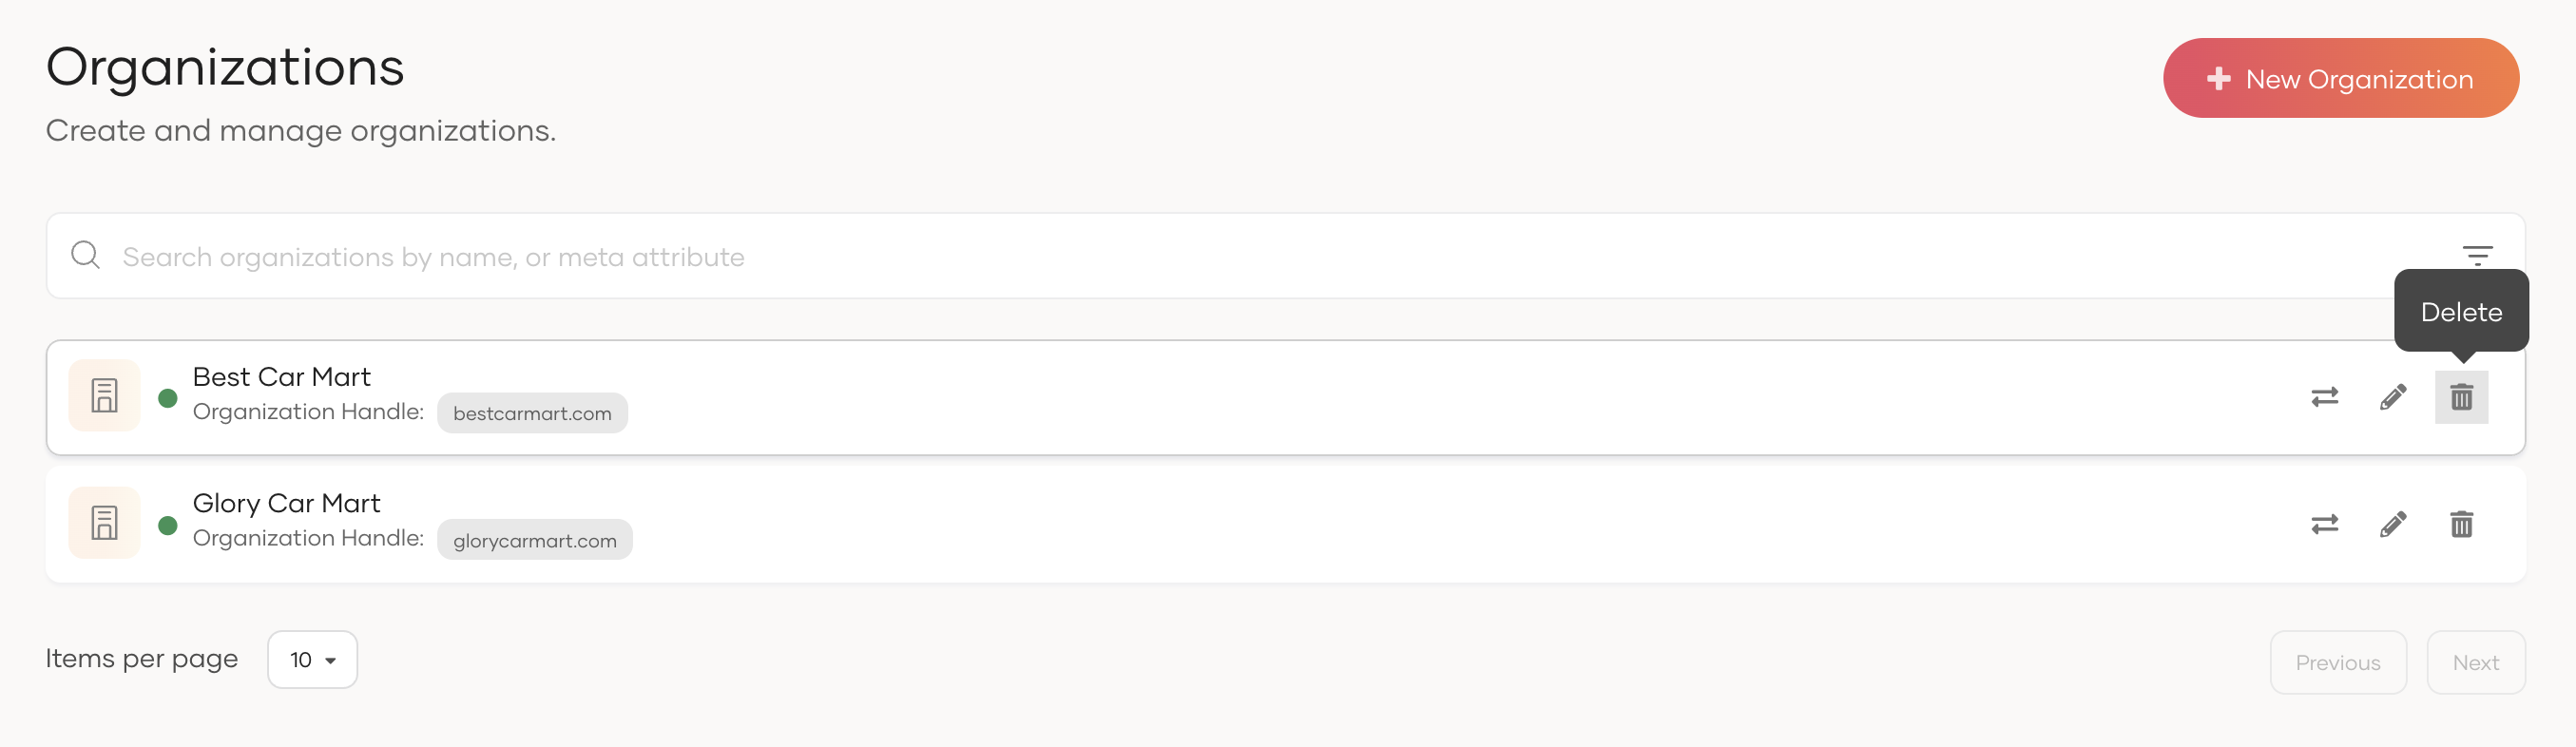 Organizations
Create and manage organizations.
New Organization
Search organizations by name, or meta attribute
Delete
Best Car Mart
Organization Handle: bestcarmart.com
Glory Car Mart
Organization Handle: glorycarmart.com
Items per page 10
Previous Next